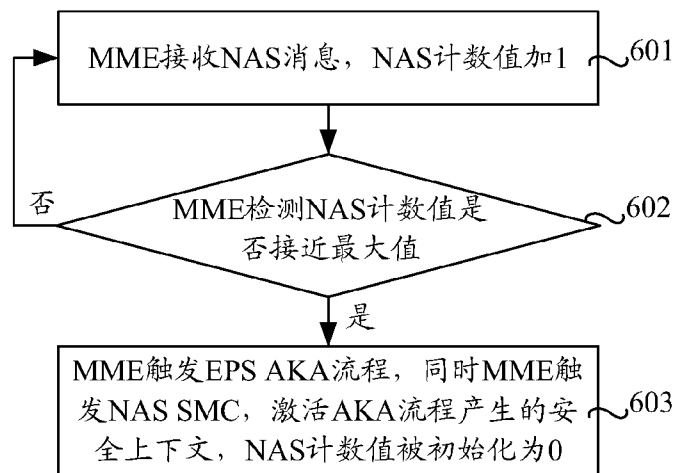 MME接收NAS消息，NAS计数值加1
601
MME检测NAS计数值是
否接近最大值
602
否
是
MME触发EPS AKA流程，同时MME触
发NAS SMC，激活AKA流程产生的安
全上下文，NAS计数值被初始化为0
603